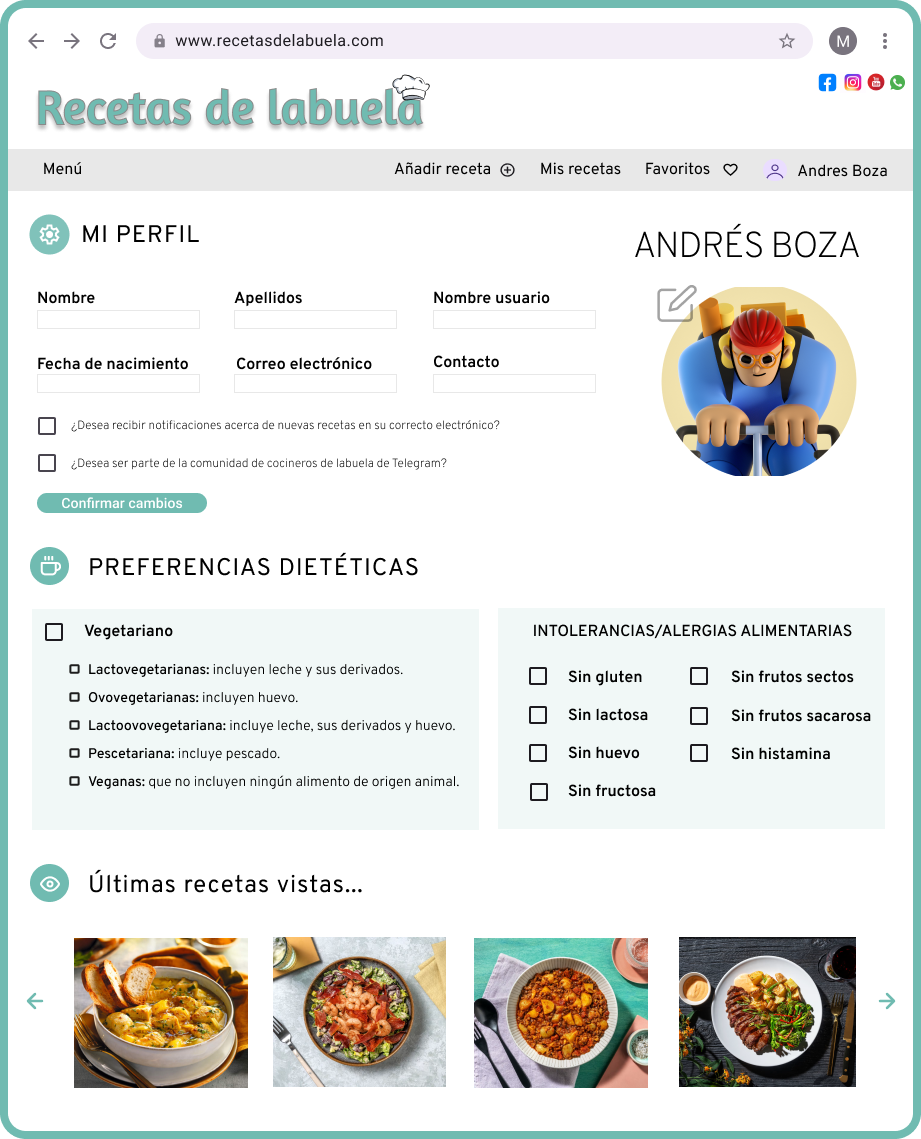 www.recetasdelabuela.com
M
Recetas de labuela
Menú
Añadir receta
Mis recetas
Favoritos
Andres Boza
MI PERFIL
ANDRÉS BOZA
Nombre
Apellidos
Nombre usuario
Fecha de nacimiento
Correo electrónico
Contacto
¿Desea recibir notificaciones acerca de nuevas recetas en su correcto electrónico?
¿Desea ser parte de la comunidad de cocineros de labuela de Telegram?
Confirmar cambios
PREFERENCIAS DIETÉTICAS
Vegetariano
Lactovegetarianas: incluyen leche y sus derivados.
Ovovegetarianas: incluyen huevo.
Lactoovovegetariana: incluye leche, sus derivados y huevo.
Pescetariana: incluye pescado.
Veganas: que no incluyen ningún alimento de origen animal.
INTOLERANCIAS/ALERGIAS ALIMENTARIAS
Sin gluten
Sin frutos sectos
Sin lactosa
Sin frutos sacarosa
Sin huevo
Sin histamina
Sin fructosa
Últimas recetas vistas...